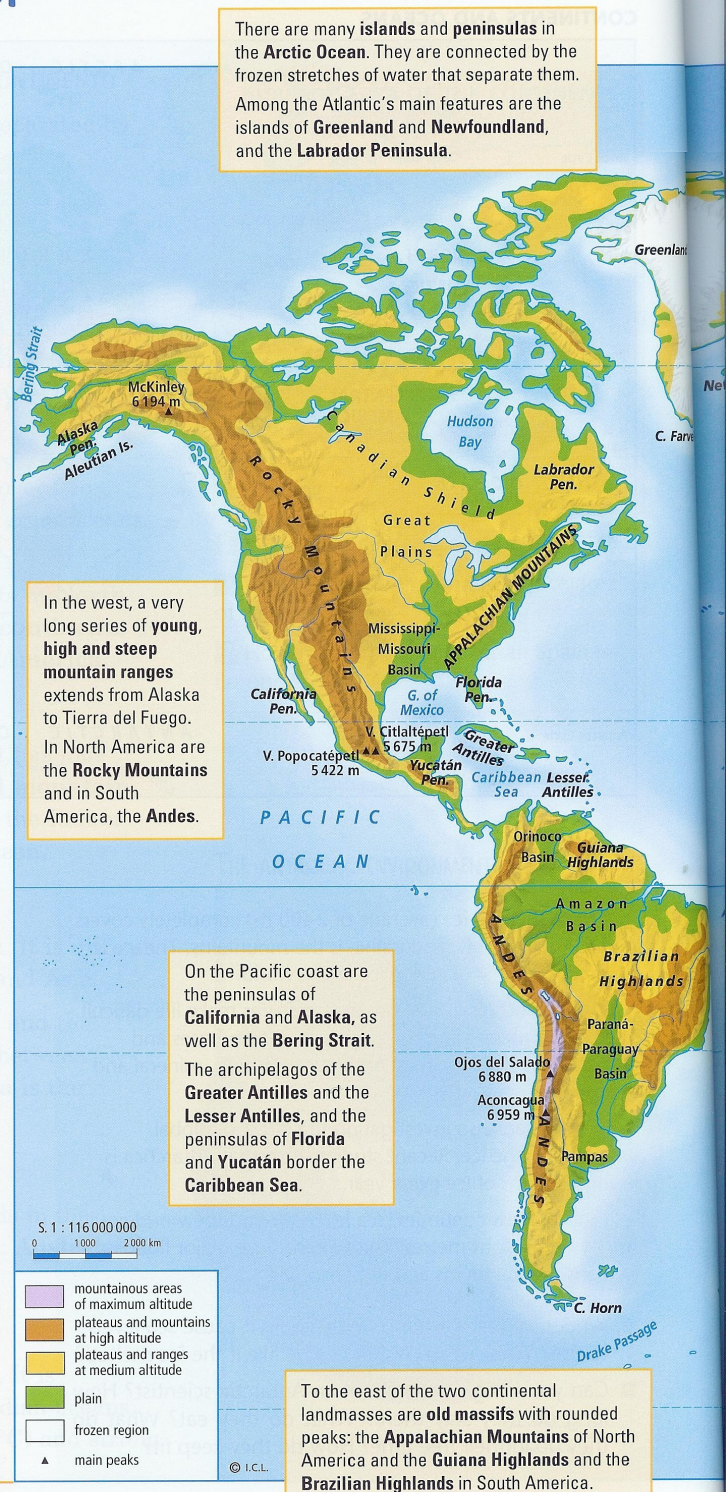 There are many islands and peninsulas in
the Arctic Ocean. They are connected by the
frozen stretches of water that separate them.
Among the Atlantic's main features are the
islands of Greenland and Newfoundland,
and the Labrador Peninsula.
Bering Strait
McKinley
6 194 m
Alaska
Pen.
Aleutian Is.
Rocky Mountains
Canadian Shield
Hudson
Bay
Labrador
Pen.
Great
Plains
APPALACHIAN MOUNTAINS
Mississippi-
Missouri
Basin
In the west, a very
long series of young,
high and steep
mountain ranges
extends from Alaska
to Tierra del Fuego.
In North America are
the Rocky Mountains
and in South
America, the Andes.
California
Pen.
G. of
Mexico
Florida
Pen.
V. Citlaltépetl
5 675 m
V. Popocatépetl
5 422 m
Yucatán
Pen.
Greater
Antilles
Caribbean
Sea
Lesser
Antilles
PACIFIC
OCEAN
Orinoco
Basin
Guiana
Highlands
Amazon
Basin
ANDES
Brazilian
Highlands
Paraná-
Paraguay
Basin
Ojos del Salado
6 880 m
Aconcagua
6 959 m
ANDES
Pampas
On the Pacific coast are
the peninsulas of
California and Alaska, as
well as the Bering Strait.
The archipelagos of the
Greater Antilles and the
Lesser Antilles, and the
peninsulas of Florida
and Yucatán border the
Caribbean Sea.
C. Horn
Drake Passage
S. 1 : 116 000 000
0 1 000 2 000 km
mountainous areas
of maximum altitude
plateaus and mountains
at high altitude
plateaus and ranges
at medium altitude
plain
frozen region
main peaks
© I.C.L.
To the east of the two continental
landmasses are old massifs with rounded
peaks: the Appalachian Mountains of North
America and the Guiana Highlands and the
Brazilian Highlands in South America.